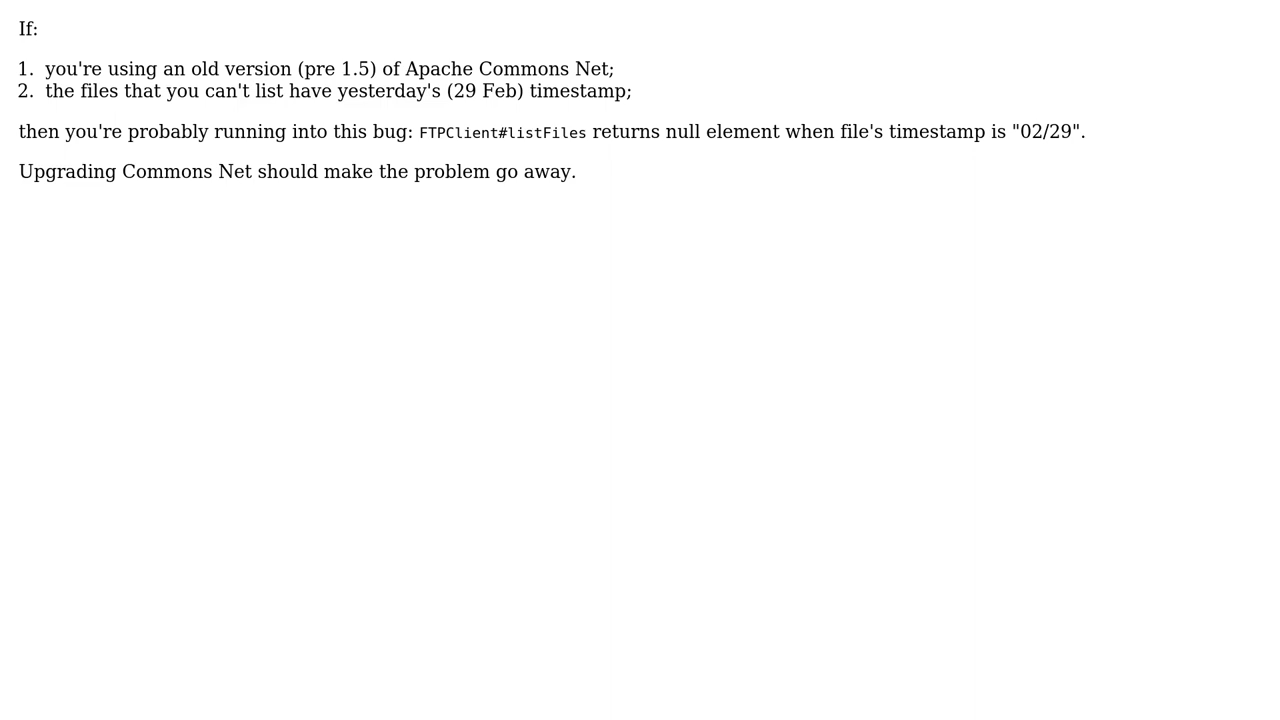 If:
1. you're using an old version (pre 1.5) of Apache Commons Net;
2. the files that you can't list have yesterday's (29 Feb) timestamp;
then you're probably running into this bug: FTPClient#listFiles returns null element when file's timestamp is "02/29".
Upgrading Commons Net should make the problem go away.